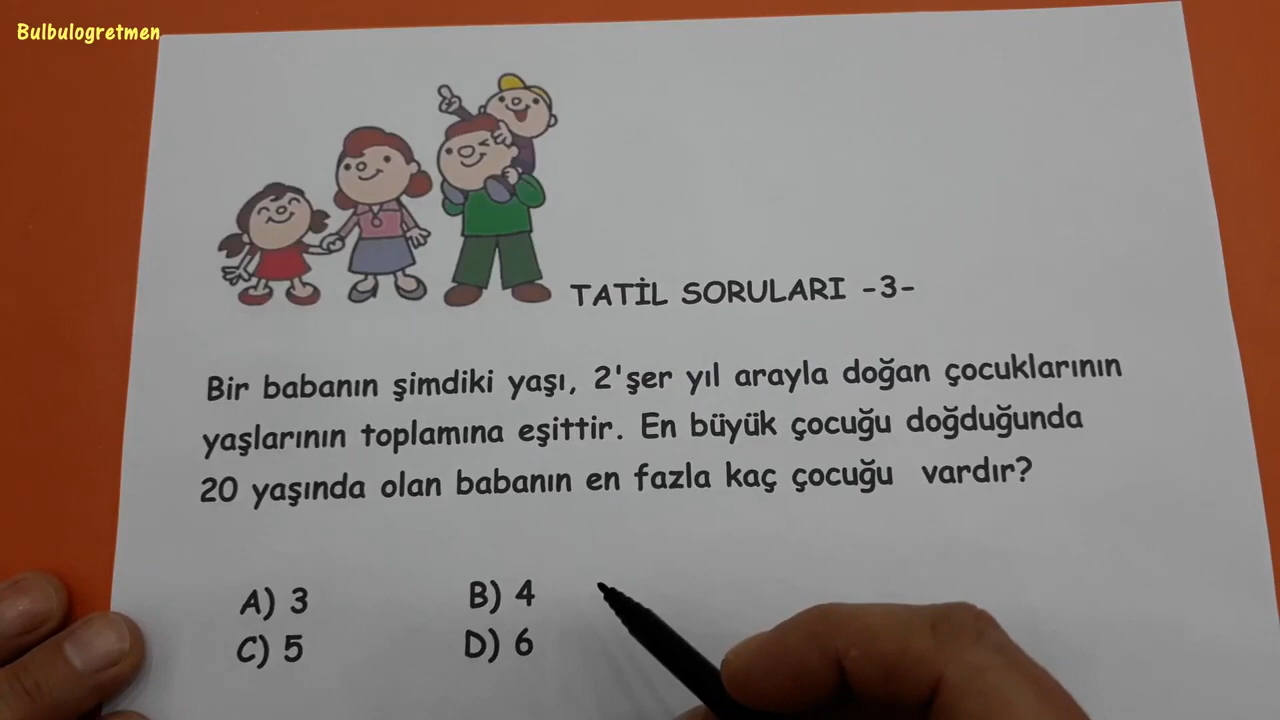 Bulbulogretmen
TATİL SORULARI -3-
Bir babanın şimdiki yaşı, 2'şer yıl arayla doğan çocuklarının
yaşlarının toplamına eşittir. En büyük çocuğu doğduğunda
20 yaşında olan babanın en fazla kaç çocuğu vardır?
A) 3 B) 4
C) 5 D) 6